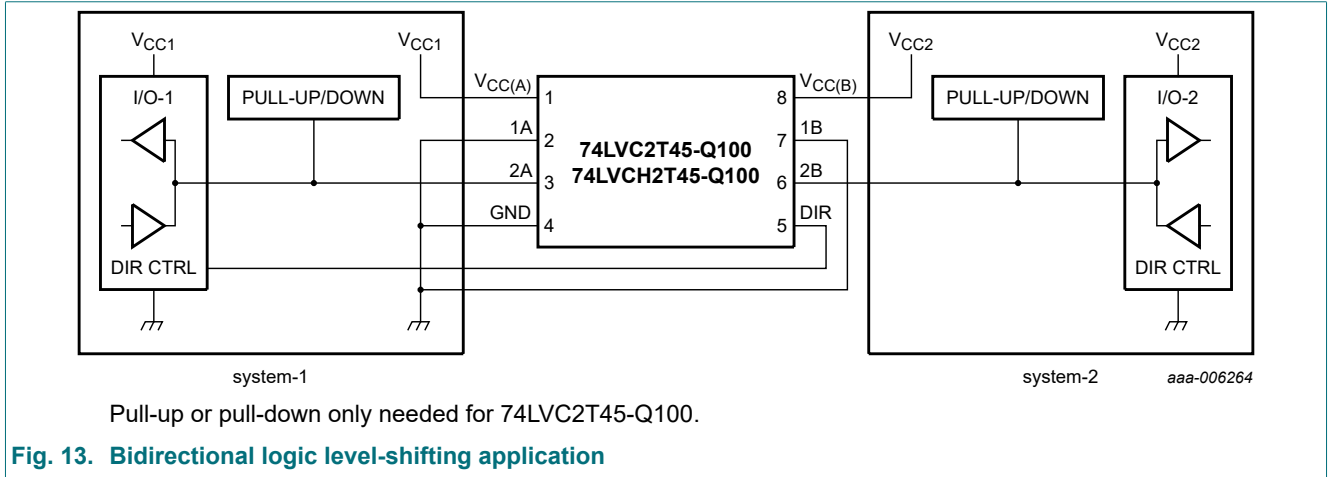 VCC1
VCC1
VCC2
VCC2
I/O-1
PULL-UP/DOWN
VCC(A)
1
8
VCC(B)
PULL-UP/DOWN
I/O-2
1A
2
74LVC2T45-Q100
7
1B
2A
3
74LVCH2T45-Q100
6
2B
GND
4
5
DIR
DIR CTRL
DIR CTRL
system-1
system-2
aaa-006264
Pull-up or pull-down only needed for 74LVC2T45-Q100.
Fig. 13. Bidirectional logic level-shifting application